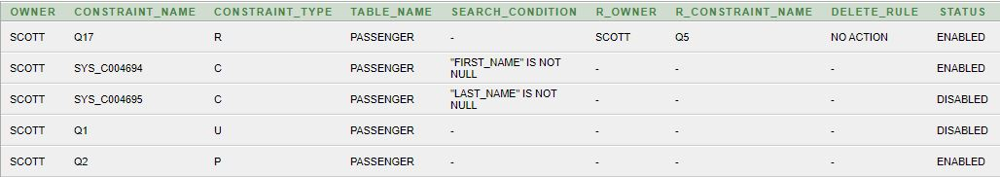 OWNER CONSTRAINT_NAME CONSTRAINT_TYPE TABLE_NAME SEARCH_CONDITION R_OWNER R_CONSTRAINT_NAME DELETE_RULE STATUS
SCOTT Q17 R PASSENGER - SCOTT Q5 NO ACTION ENABLED
SCOTT SYS_C004694 C PASSENGER "FIRST_NAME" IS NOT NULL - - - ENABLED
SCOTT SYS_C004695 C PASSENGER "LAST_NAME" IS NOT NULL - - - DISABLED
SCOTT Q1 U PASSENGER - - - - DISABLED
SCOTT Q2 P PASSENGER - - - - ENABLED